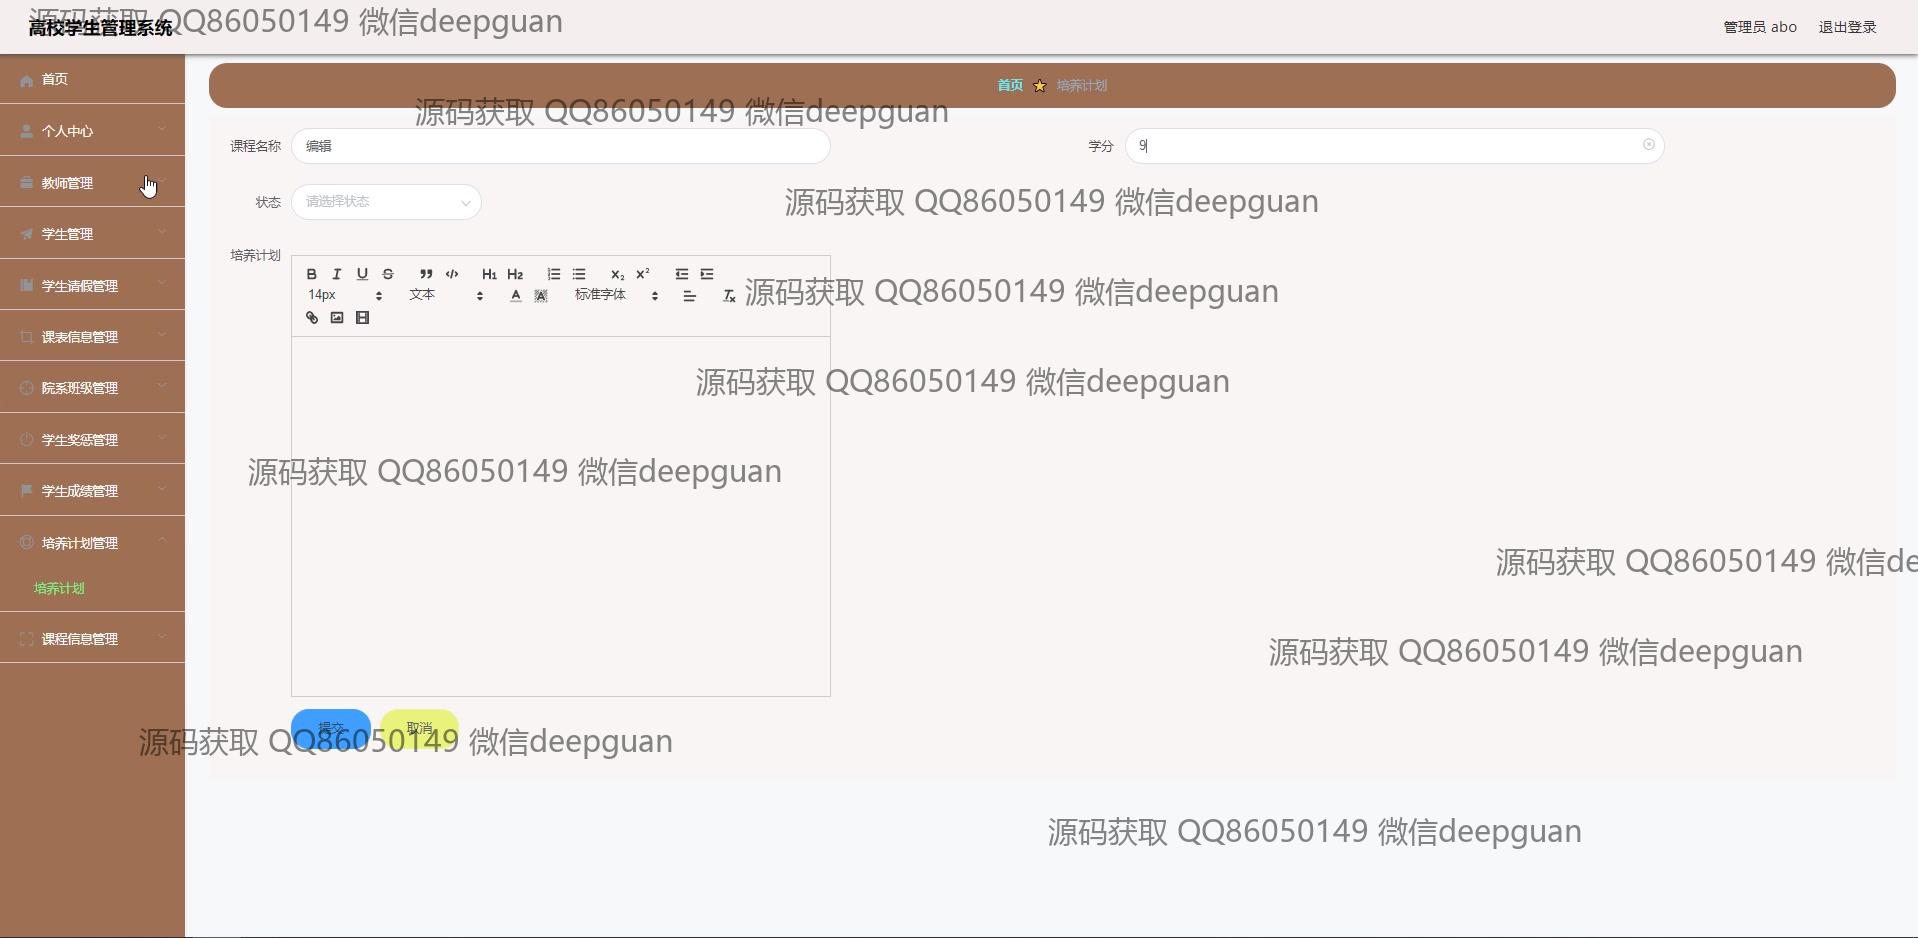 源码获取 QQ86050149 微信deepguan
高校学生管理系统
管理员 abo 退出登录
首页
个人中心
教师管理
学生管理
学生请假管理
课表信息管理
院系班级管理
学生奖惩管理
学生成绩管理
培养计划管理
培养计划
课程信息管理
首页 培养计划
源码获取 QQ86050149 微信deepguan
课程名称 编辑 学分 9
状态 请选择状态
源码获取 QQ86050149 微信deepguan
培养计划
B I U S H1 H2 X₂ X²
14px 文本 A A 标准字体 Tx
源码获取 QQ86050149 微信deepguan
源码获取 QQ86050149 微信deepguan
源码获取 QQ86050149 微信deepguan
源码获取 QQ86050149 微信de
源码获取 QQ86050149 微信deepguan
提交 取消
源码获取 QQ86050149 微信deepguan
源码获取 QQ86050149 微信deepguan